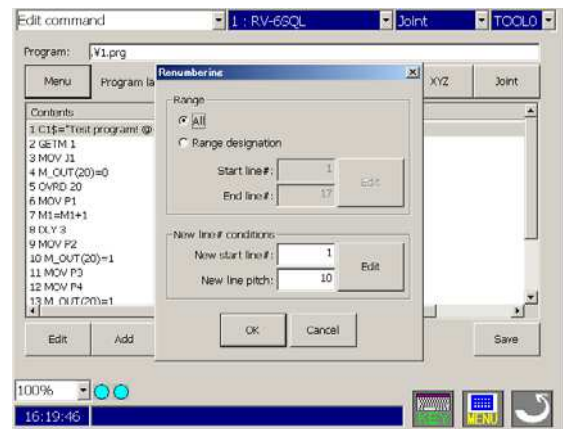 Edit command 1 : RV-6SQL Joint TOOL0
Program: .¥1.prg
Menu Program la XYZ Joint
Renumbering
Range
All
Range designation
Start line#: 1
End line#: 17
Edit
Contents
1 C1$="Test program! @
2 GETM 1
3 MOV J1
4 M_OUT(20)=0
5 OVRD 20
6 MOV P1
7 M1=M1+1
8 DLY 3
9 MOV P2
10 M_OUT(20)=1
11 MOV P3
12 MOV P4
13 M_OUT(20)=1
New line# conditions
New start line#: 1
New line pitch: 10
Edit
OK Cancel
Edit Add Save
100%
16:19:46
KEY MENU